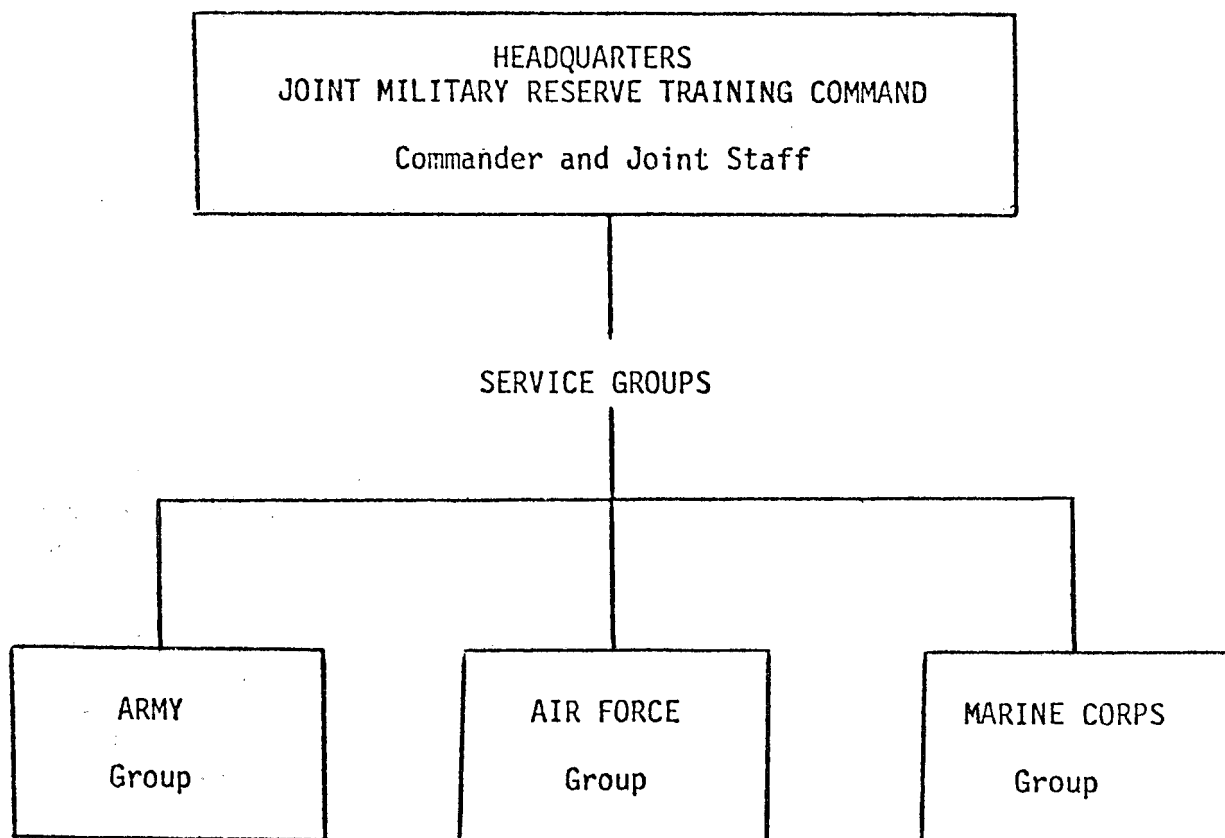 HEADQUARTERS
JOINT MILITARY RESERVE TRAINING COMMAND
Commander and Joint Staff
SERVICE GROUPS
ARMY
Group
AIR FORCE
Group
MARINE CORPS
Group